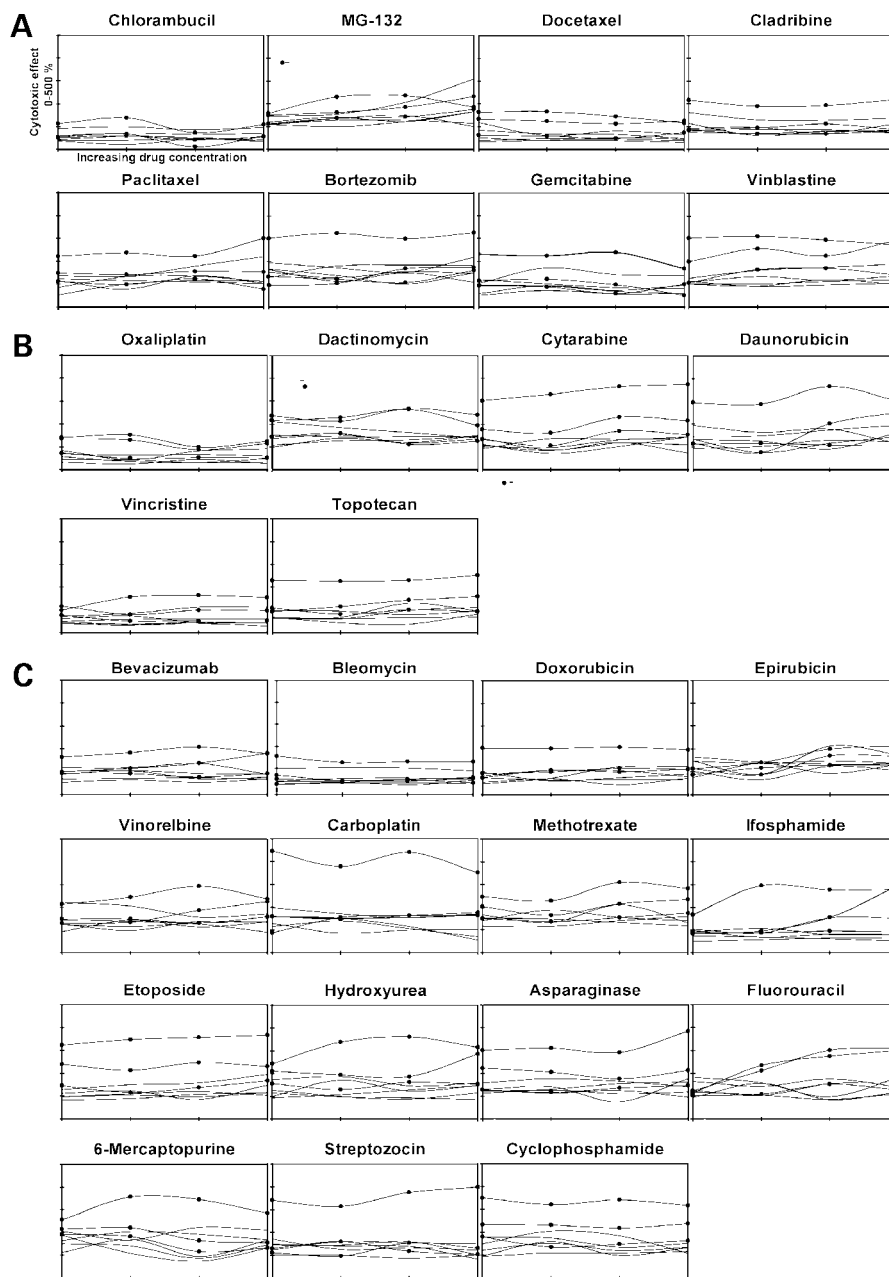 A
Chlorambucil MG-132 Docetaxel Cladribine
Cytotoxic effect
0-500 %
Increasing drug concentration
Paclitaxel Bortezomib Gemcitabine Vinblastine
B
Oxaliplatin Dactinomycin Cytarabine Daunorubicin
Vincristine Topotecan
C
Bevacizumab Bleomycin Doxorubicin Epirubicin
Vinorelbine Carboplatin Methotrexate Ifosphamide
Etoposide Hydroxyurea Asparaginase Fluorouracil
6-Mercaptopurine Streptozocin Cyclophosphamide